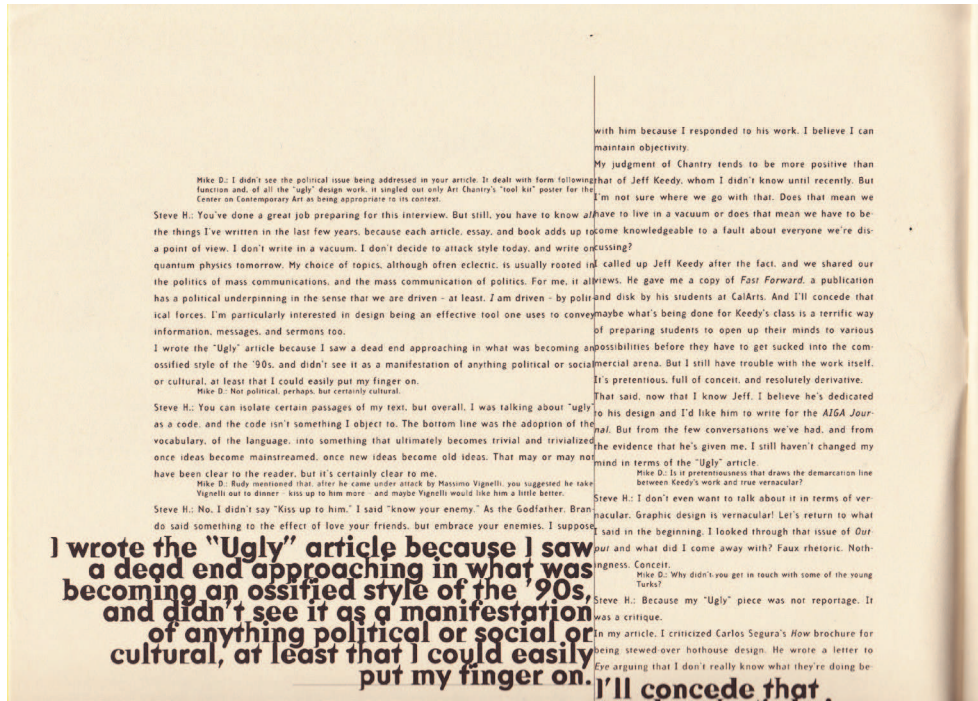 Mike D.: I didn't see the political issue being addressed in your article. It dealt with form following
function and, of all the "ugly" design work, it singled out only Art Chantry's "tool kit" poster for the
Center on Contemporary Art as being appropriate to its context.
Steve H.: You've done a great job preparing for this interview. But still, you have to know all
the things I've written in the last few years, because each article, essay, and book adds up to
a point of view. I don't write in a vacuum. I don't decide to attack style today, and write on
quantum physics tomorrow. My choice of topics, although ofren eclectic, is usually rooted in
the politics of mass communications, and the mass communication of politics. For me, it all
has a political underpinning in the sense that we are driven - at least, I am driven - by polit-
ical forces. I'm particularly interested in design being an effective tool one uses to convey
information, messages, and sermons too.
I wrote the "Ugly" article because I saw a dead end approaching in what was becoming an
ossified style of the '90s, and didn't see it as a manifestation of anything political or social
or cultural, at least that I could easily put my finger on.
Mike D.: Not political, perhaps, but certainly cultural.
Steve H.: You can isolate certain passages of my text, but overall, I was talking about "ugly"
as a code, and the code isn't something I object to. The bottom line was the adoption of the
vocabulary, of the language, into something that ultimately becomes trivial and trivialized
once ideas become mainstreamed, once new ideas become old ideas. That may or may not
have been clear to the reader, but it's certainly clear to me.
Mike D.: Rudy mentioned that, after he came under attack by Massimo Vignelli, you suggested he take
Vignelli out to dinner - kiss up to him more - and maybe Vignelli would like him a little better.
Steve H.: No, I didn't say "Kiss up to him." I said "know your enemy." As the Godfather, Bran-
do said something to the effect of love your friends, but embrace your enemies. I suppose
I wrote the "Ugly" article because I saw
a dead end approaching in what was
becoming an ossified style of the '90s,
and didn't see it as a manifestation
of anything political or social or
cultural, at least that I could easily
put my finger on.
with him because I responded to his work. I believe I can
maintain objectivity.
My judgment of Chantry tends to be more positive than
that of Jeff Keedy, whom I didn't know until recently. But
I'm not sure where we go with that. Does that mean we
have to live in a vacuum or does that mean we have to be-
come knowledgeable to a fault about everyone we're dis-
cussing?
I called up Jeff Keedy after the fact, and we shared our
views. He gave me a copy of Fast Forward, a publication
and disk by his students at CalArts. And I'll concede that
maybe what's being done for Keedy's class is a terrific way
of preparing students to open up their minds to various
possibilities before they have to get sucked into the com-
mercial arena. But I still have trouble with the work itself.
It's pretentious, full of conceit, and resolutely derivative.
That said, now that I know Jeff, I believe he's dedicated
to his design and I'd like him to write for the AIGA Jour-
nal. But from the few conversations we've had, and from
the evidence that he's given me, I still haven't changed my
mind in terms of the "Ugly" article.
Mike D.: Is it pretentiousness that draws the demarcation line
between Keedy's work and true vernacular?
Steve H.: I don't even want to talk about it in terms of ver-
nacular. Graphic design is vernacular! Let's return to what
I said in the beginning. I looked through that issue of Out-
put and what did I come away with? Faux rhetoric. Noth-
ingness. Conceit.
Mike D.: Why didn't you get in touch with some of the young
Turks?
Steve H.: Because my "Ugly" piece was not reportage. It
was a critique.
In my article, I criticized Carlos Segura's How brochure for
being stewed-over hothouse design. He wrote a letter to
Eye arguing that I don't really know what they're doing be-
I'll concede that